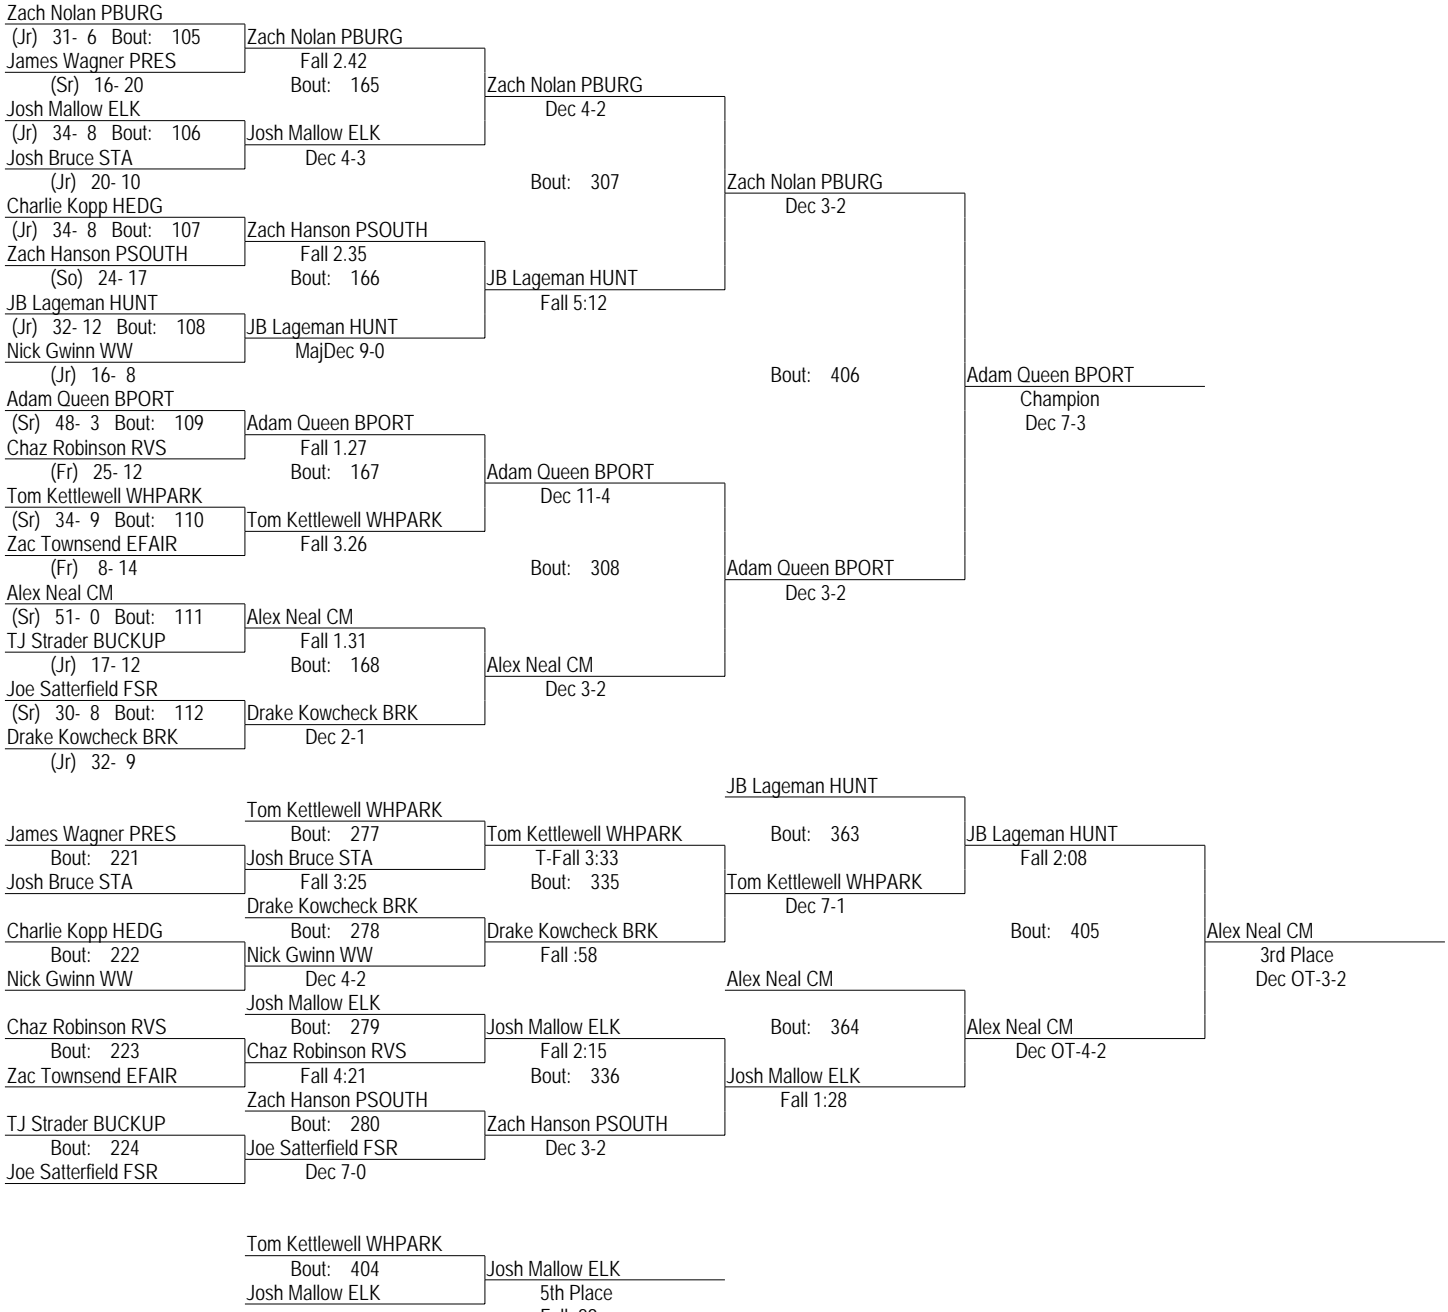 Zach Nolan PBURG
(Jr) 31- 6 Bout: 105 Zach Nolan PBURG
James Wagner PRES Fall 2.42
(Sr) 16- 20 Bout: 165 Zach Nolan PBURG
Josh Mallow ELK Dec 4-2
(Jr) 34- 8 Bout: 106 Josh Mallow ELK
Josh Bruce STA Dec 4-3
(Jr) 20- 10 Bout: 307 Zach Nolan PBURG
Charlie Kopp HEDG Dec 3-2
(Jr) 34- 8 Bout: 107 Zach Hanson PSOUTH
Zach Hanson PSOUTH Fall 2.35
(So) 24- 17 Bout: 166 JB Lageman HUNT
JB Lageman HUNT Fall 5:12
(Jr) 32- 12 Bout: 108 JB Lageman HUNT
Nick Gwinn WW MajDec 9-0
(Jr) 16- 8 Bout: 406 Adam Queen BPORT
Adam Queen BPORT Champion
(Sr) 48- 3 Bout: 109 Adam Queen BPORT Dec 7-3
Chaz Robinson RVS Fall 1.27
(Fr) 25- 12 Bout: 167 Adam Queen BPORT
Tom Kettlewell WHPARK Dec 11-4
(Sr) 34- 9 Bout: 110 Tom Kettlewell WHPARK
Zac Townsend EFAIR Fall 3.26
(Fr) 8- 14 Bout: 308 Adam Queen BPORT
Alex Neal CM Dec 3-2
(Sr) 51- 0 Bout: 111 Alex Neal CM
TJ Strader BUCKUP Fall 1.31
(Jr) 17- 12 Bout: 168 Alex Neal CM
Joe Satterfield FSR Dec 3-2
(Sr) 30- 8 Bout: 112 Drake Kowcheck BRK
Drake Kowcheck BRK Dec 2-1
(Jr) 32- 9
JB Lageman HUNT
Tom Kettlewell WHPARK
James Wagner PRES Bout: 277 Tom Kettlewell WHPARK Bout: 363 JB Lageman HUNT
Bout: 221 Josh Bruce STA T-Fall 3:33 Fall 2:08
Josh Bruce STA Fall 3:25 Bout: 335 Tom Kettlewell WHPARK
Drake Kowcheck BRK Dec 7-1
Charlie Kopp HEDG Bout: 278 Drake Kowcheck BRK Bout: 405 Alex Neal CM
Bout: 222 Nick Gwinn WW Fall :58 3rd Place
Nick Gwinn WW Dec 4-2 Alex Neal CM Dec OT-3-2
Josh Mallow ELK
Chaz Robinson RVS Bout: 279 Josh Mallow ELK Bout: 364 Alex Neal CM
Bout: 223 Chaz Robinson RVS Fall 2:15 Dec OT-4-2
Zac Townsend EFAIR Fall 4:21 Bout: 336 Josh Mallow ELK
Zach Hanson PSOUTH Fall 1:28
TJ Strader BUCKUP Bout: 280 Zach Hanson PSOUTH
Bout: 224 Joe Satterfield FSR Dec 3-2
Joe Satterfield FSR Dec 7-0
Tom Kettlewell WHPARK
Bout: 404 Josh Mallow ELK
Josh Mallow ELK 5th Place